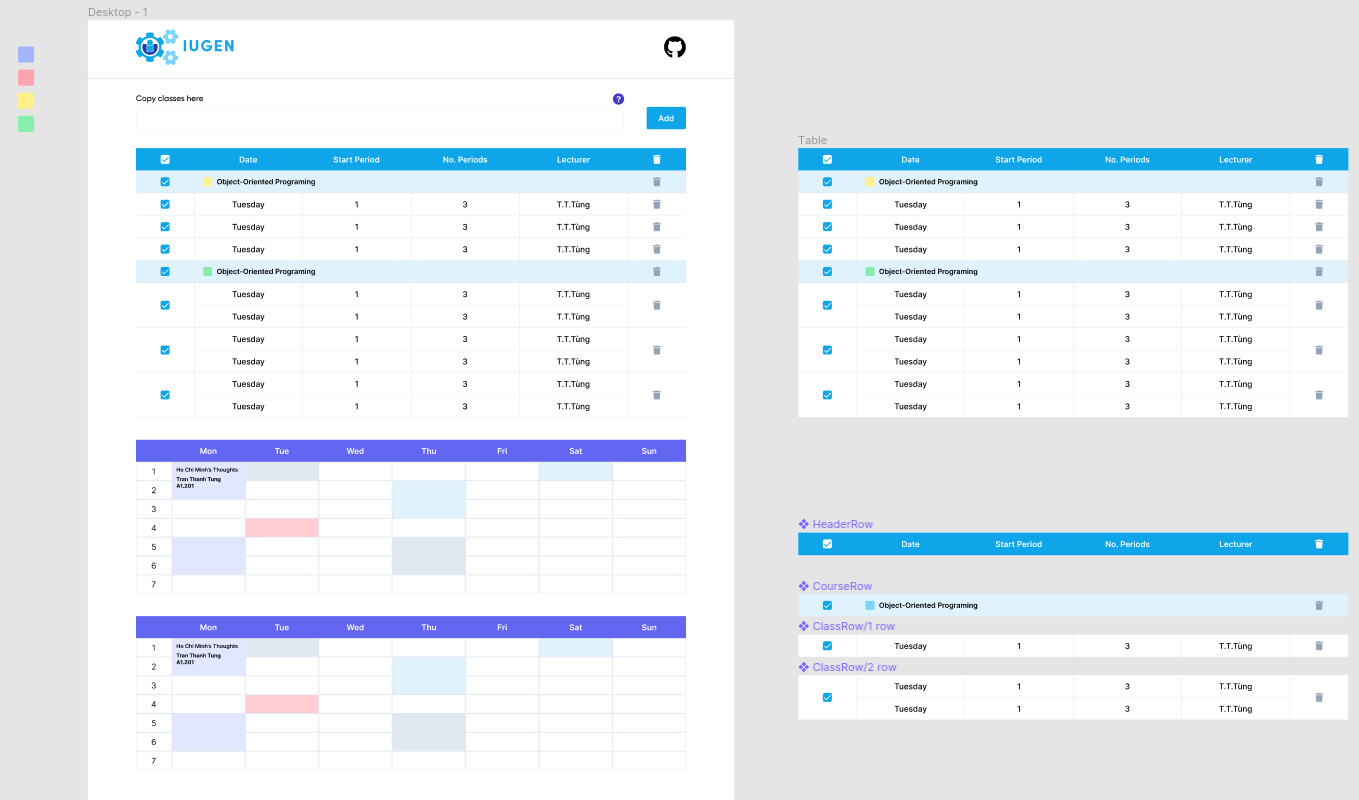 Desktop - 1
IUGEN
Copy classes here
?
Add
Date Start Period No. Periods Lecturer
Object-Oriented Programing
Tuesday 1 3 T.T.Tùng
Tuesday 1 3 T.T.Tùng
Tuesday 1 3 T.T.Tùng
Object-Oriented Programing
Tuesday 1 3 T.T.Tùng
Tuesday 1 3 T.T.Tùng
Tuesday 1 3 T.T.Tùng
Tuesday 1 3 T.T.Tùng
Tuesday 1 3 T.T.Tùng
Tuesday 1 3 T.T.Tùng
Mon Tue Wed Thu Fri Sat Sun
1
Ho Chi Minh's Thoughts
Tran Thanh Tung
A1.201
2
3
4
5
6
7
Mon Tue Wed Thu Fri Sat Sun
1
Ho Chi Minh's Thoughts
Tran Thanh Tung
A1.201
2
3
4
5
6
7
Table
Date Start Period No. Periods Lecturer
Object-Oriented Programing
Tuesday 1 3 T.T.Tùng
Tuesday 1 3 T.T.Tùng
Tuesday 1 3 T.T.Tùng
Object-Oriented Programing
Tuesday 1 3 T.T.Tùng
Tuesday 1 3 T.T.Tùng
Tuesday 1 3 T.T.Tùng
Tuesday 1 3 T.T.Tùng
Tuesday 1 3 T.T.Tùng
Tuesday 1 3 T.T.Tùng
HeaderRow
Date Start Period No. Periods Lecturer
CourseRow
Object-Oriented Programing
ClassRow/1 row
Tuesday 1 3 T.T.Tùng
ClassRow/2 row
Tuesday 1 3 T.T.Tùng
Tuesday 1 3 T.T.Tùng